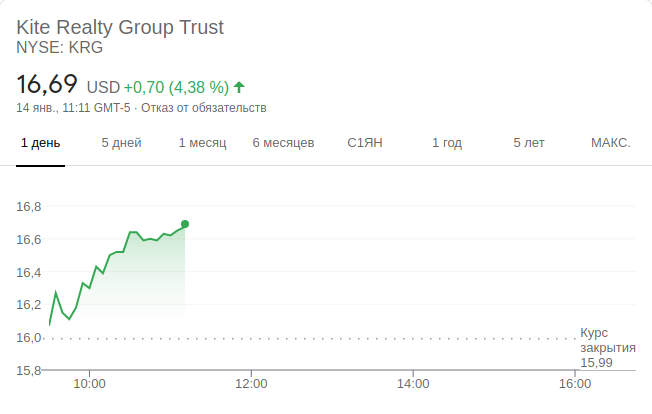 Kite Realty Group Trust
NYSE: KRG
16,69 USD +0,70 (4,38 %)
14 янв., 11:11 GMT-5 · Отказ от обязательств
1 день 5 дней 1 месяц 6 месяцев С1ЯН 1 год 5 лет МАКС.
16,8
16,6
16,4
16,2
16,0
15,8
Курс
закрытия
15,99
10:00 12:00 14:00 16:00